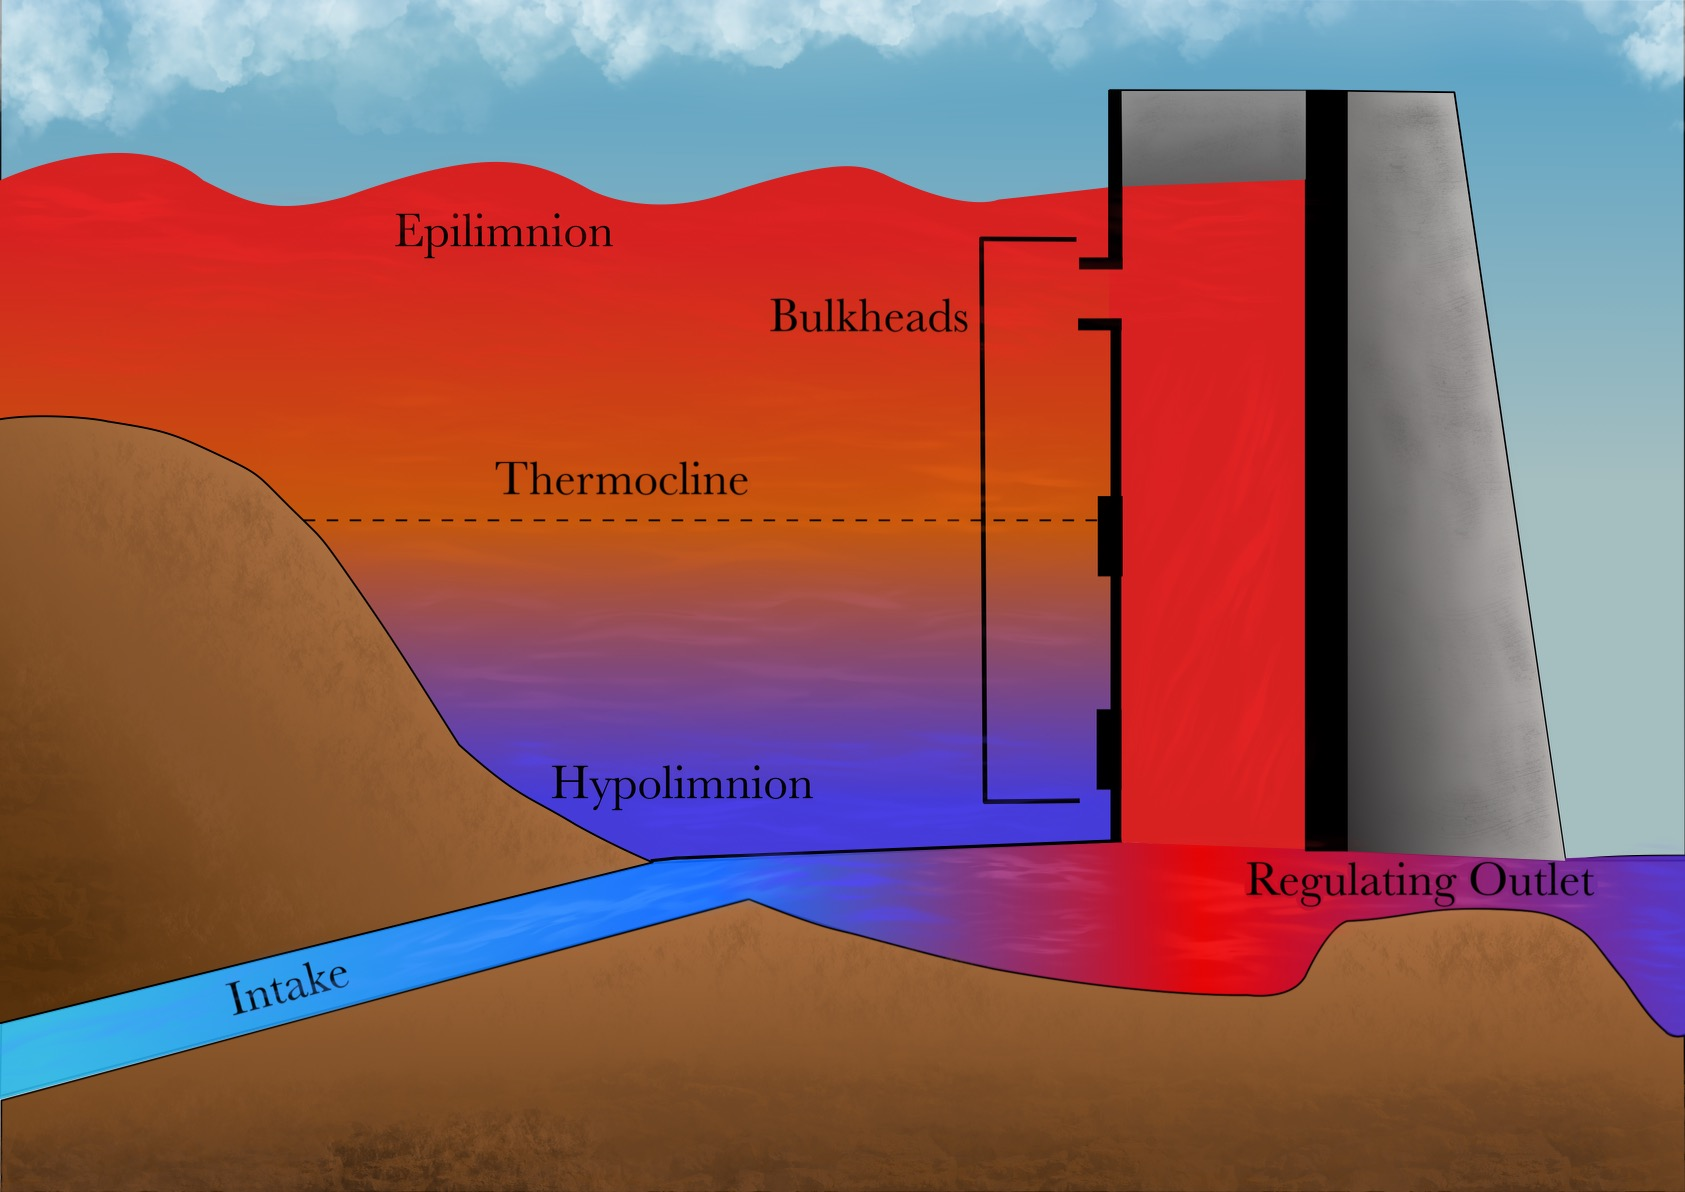 Epilimnion
Bulkheads
Thermocline
Hypolimnion
Regulating Outlet
Intake